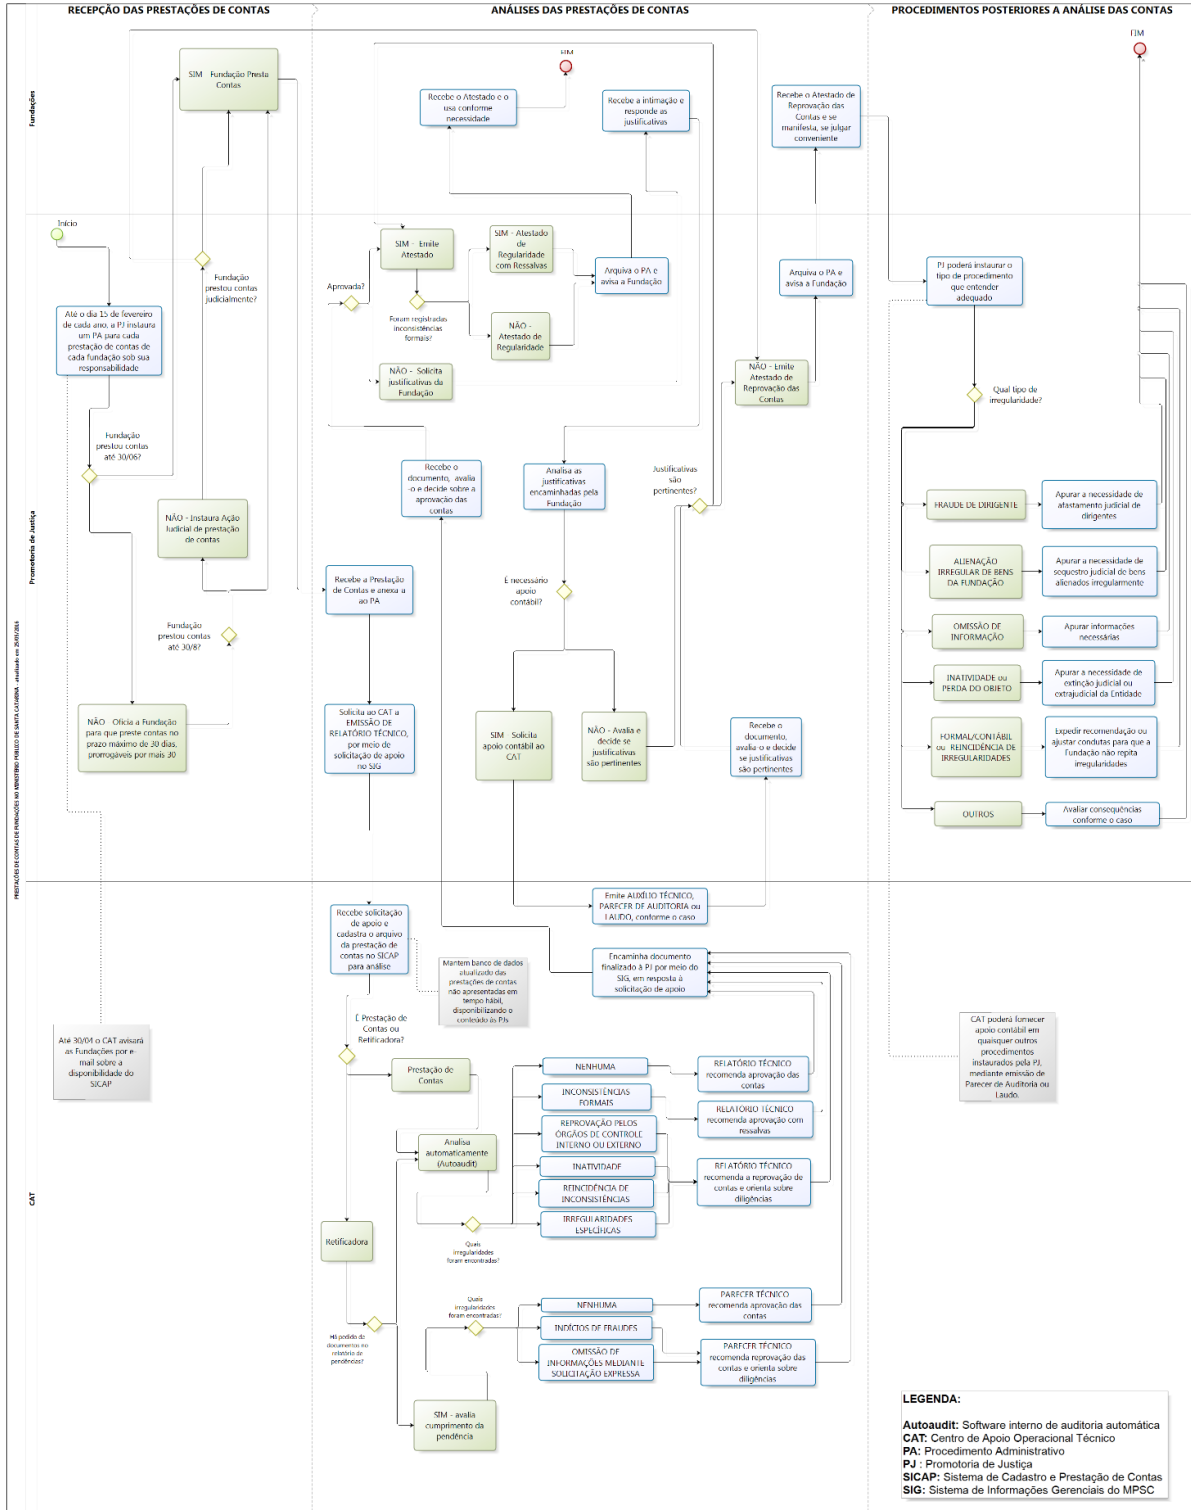 RECEPÇÃO DAS PRESTAÇÕES DE CONTAS
ANÁLISES DAS PRESTAÇÕES DE CONTAS
PROCEDIMENTOS POSTERIORES A ANÁLISE DAS CONTAS
Fundações
SIM - Fundação Presta
Contas
FIM
Recebe o Atestado e o
usa conforme
necessidade
Recebe a intimação e
responde as
justificativas
Recebe o Atestado de
Reprovação das
Contas e se
manifesta, se julgar
conveniente
FIM
Promotoria de Justiça
Início
Até o dia 15 de fevereiro
de cada ano, a PJ instaura
um PA para cada
prestação de contas de
cada fundação sob sua
responsabilidade
Fundação
prestou contas
judicialmente?
Fundação
prestou contas
até 30/06?
NÃO - Instaura Ação
Judicial de prestação
de contas
Fundação
prestou contas
até 30/8?
NÃO - Oficia a Fundação
para que preste contas no
prazo máximo de 30 dias,
prorrogáveis por mais 30
Aprovada?
SIM - Emite
Atestado
Foram registradas
inconsistências
formais?
SIM - Atestado
de
Regularidade
com Ressalvas
NÃO -
Atestado de
Regularidade
Arquiva o PA e
avisa a Fundação
NÃO - Solicita
justificativas da
Fundação
Recebe o
documento, avalia
-o e decide sobre a
aprovação das
contas
Analisa as
justificativas
encaminhadas pela
Fundação
Justificativas
são
pertinentes?
NÃO - Emite
Atestado de
Reprovação das
Contas
Arquiva o PA e
avisa a Fundação
Recebe a Prestação
de Contas e anexa a
ao PA
É necessário
apoio
contábil?
Solicita ao CAT a
EMISSÃO DE
RELATÓRIO TÉCNICO,
por meio de
solicitação de apoio
no SIG
SIM - Solicita
apoio contábil ao
CAT
NÃO - Avalia e
decide se
justificativas
são pertinentes
Recebe o
documento,
avalia-o e decide
se justificativas
são pertinentes
PJ poderá instaurar o
tipo de procedimento
que entender
adequado
Qual tipo de
irregularidade?
FRAUDE DE DIRIGENTE
Apurar a necessidade de
afastamento judicial de
dirigentes
ALIENAÇÃO
IRREGULAR DE BENS
DA FUNDAÇÃO
Apurar a necessidade de
sequestro judicial de bens
alienados irregularmente
OMISSÃO DE
INFORMAÇÃO
Apurar informações
necessárias
INATIVIDADE ou
PERDA DO OBJETO
Apurar a necessidade de
extinção judicial ou
extrajudicial da Entidade
FORMAL/CONTÁBIL
ou REINCIDÊNCIA DE
IRREGULARIDADES
Expedir recomendação ou
ajustar condutas para que a
Fundação não repita
irregularidades
OUTROS
Avaliar consequências
conforme o caso
CAT
Até 30/04 o CAT avisará
as Fundações por e-
mail sobre a
disponibilidade do
SICAP
Recebe solicitação
de apoio e
cadastra o arquivo
da prestação de
contas no SICAP
para análise
Mantem banco de dados
atualizado das
prestações de contas
não apresentadas em
tempo hábil,
disponibilizando o
conteúdo às PJs
Emite AUXÍLIO TÉCNICO,
PARECER DE AUDITORIA ou
LAUDO, conforme o caso
Encaminha documento
finalizado à PJ por meio do
SIG, em resposta à
solicitação de apoio
CAT poderá fornecer
apoio contábil em
quaisquer outros
procedimentos
instaurados pela PJ,
mediante emissão de
Parecer de Auditoria ou
Laudo.
É Prestação de
Contas ou
Retificadora?
Prestação de
Contas
Analisa
automaticamente
(Autoaudit)
Retificadora
Quais
irregularidades
foram encontradas?
NENHUMA
INCONSISTÊNCIAS
FORMAIS
REPROVAÇÃO PELOS
ÓRGÃOS DE CONTROLE
INTERNO OU EXTERNO
INATIVIDADE
REINCIDÊNCIA DE
INCONSISTÊNCIAS
IRREGULARIDADES
ESPECÍFICAS
RELATÓRIO TÉCNICO
recomenda aprovação das
contas
RELATÓRIO TÉCNICO
recomenda aprovação com
ressalvas
RELATÓRIO TÉCNICO
recomenda a reprovação de
contas e orienta sobre
diligências
Há pedido de
documentos no
relatório de
pendências?
Quais
irregularidades
foram encontradas?
NENHUMA
INDÍCIOS DE FRAUDES
OMISSÃO DE
INFORMAÇÕES MEDIANTE
SOLICITAÇÃO EXPRESSA
PARECER TÉCNICO
recomenda aprovação das
contas
PARECER TÉCNICO
recomenda reprovação das
contas e orienta sobre
diligências
SIM - avalia
cumprimento da
pendência
LEGENDA:
Autoaudit: Software interno de auditoria automática
CAT: Centro de Apoio Operacional Técnico
PA: Procedimento Administrativo
PJ : Promotoria de Justiça
SICAP: Sistema de Cadastro e Prestação de Contas
SIG: Sistema de Informações Gerenciais do MPSC
PRESTAÇÕES DE CONTAS DE FUNDAÇÕES NO MINISTÉRIO PÚBLICO DE SANTA CATARINA - atualizado em